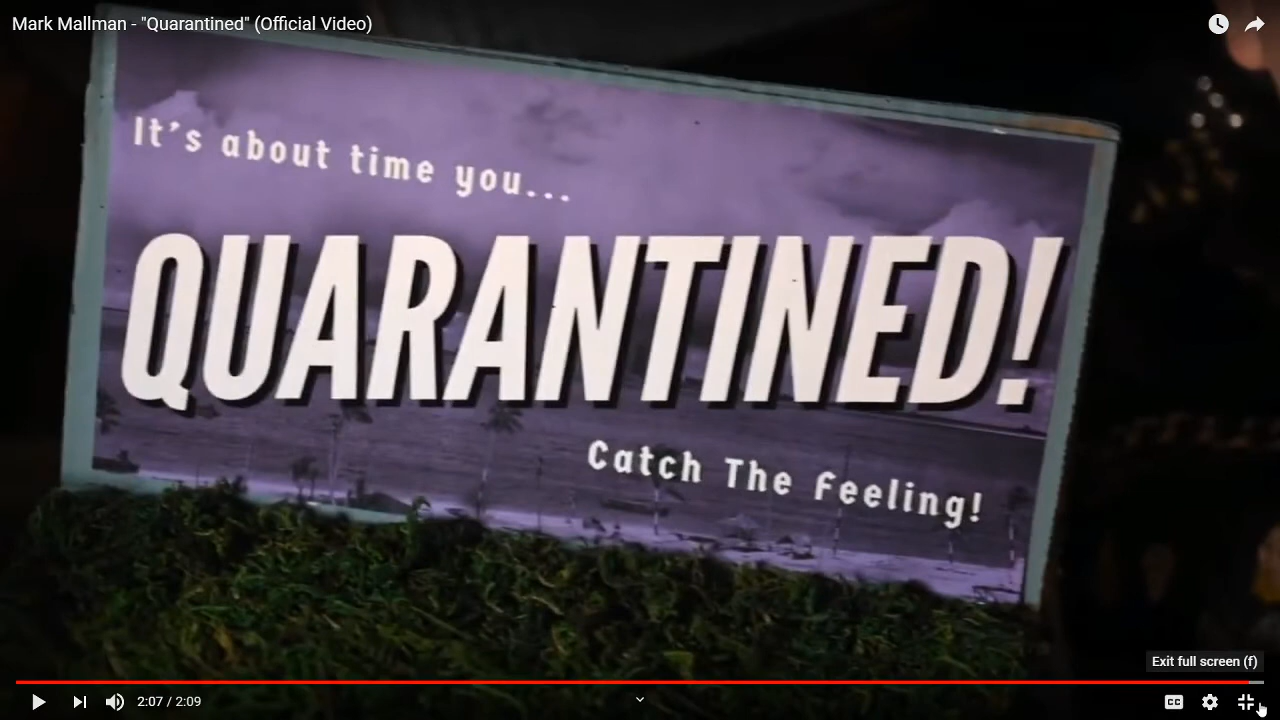 Mark Mallman - "Quarantined" (Official Video)
It's about time you...
QUARANTINED!
Catch The Feeling!
Exit full screen (f)
2:07 / 2:09
CC